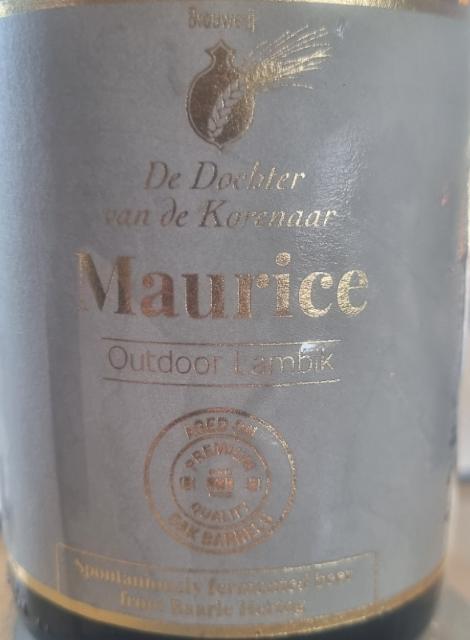 Brouwerij
De Dochter
van de Korenaar
Maurice
Outdoor Lambik
AGED ON
PREMIUM
QUALITY
OAK BARRELS
Spontaniously fermented beer
from Baarle Hertog